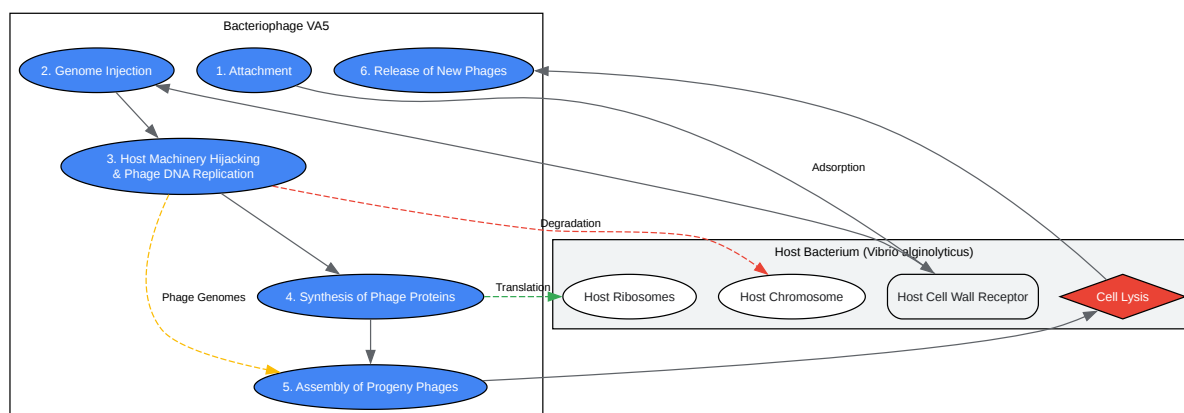 Bacteriophage VA5
2. Genome Injection
1. Attachment
6. Release of New Phages
3. Host Machinery Hijacking
& Phage DNA Replication
Adsorption
Degradation
Host Bacterium (Vibrio alginolyticus)
Phage Genomes
4. Synthesis of Phage Proteins
Translation
Host Ribosomes
Host Chromosome
Host Cell Wall Receptor
Cell Lysis
5. Assembly of Progeny Phages